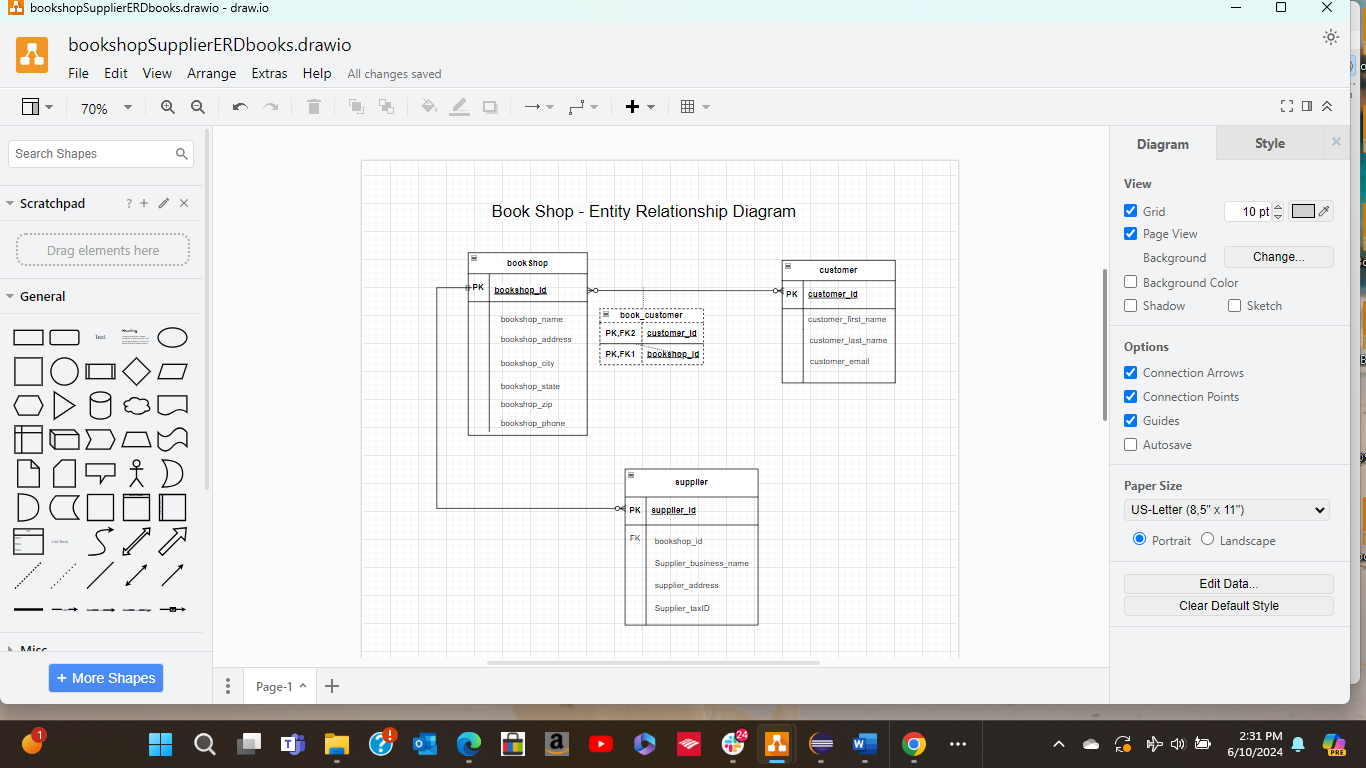 bookshopSupplierERDbooks.drawio - draw.io
bookshopSupplierERDbooks.drawio
File Edit View Arrange Extras Help All changes saved
70%
Search Shapes
Scratchpad ? + ×
Drag elements here
General
Text Heading
List Item
Misc
+ More Shapes
Book Shop - Entity Relationship Diagram
bookShop
PK bookshop_id
bookshop_name
bookshop_address
bookshop_city
bookshop_state
bookshop_zip
bookshop_phone
book_customer
PK,FK2 customer_id
PK,FK1 bookshop_id
customer
PK customer_id
customer_first_name
customer_last_name
customer_email
supplier
PK supplier_id
FK bookshop_id
Supplier_business_name
supplier_address
Supplier_taxID
Page-1
Diagram Style
View
Grid 10 pt
Page View
Background Change...
Background Color
Shadow Sketch
Options
Connection Arrows
Connection Points
Guides
Autosave
Paper Size
US-Letter (8,5" x 11")
Portrait Landscape
Edit Data...
Clear Default Style
1
24
2:31 PM
6/10/2024
PRE